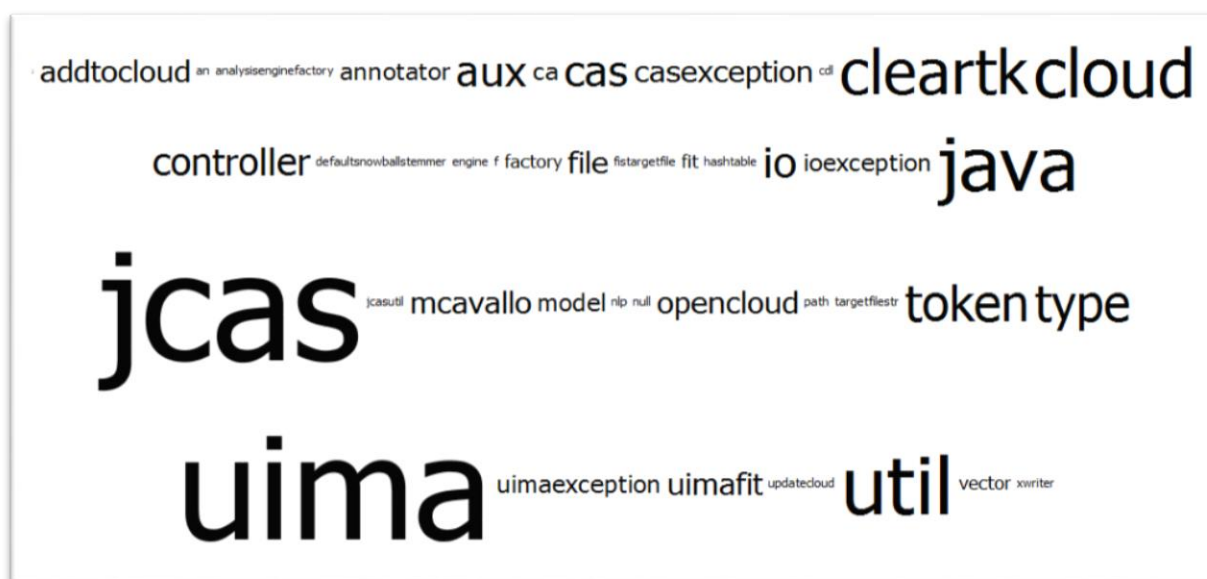 addtocloud an analysisenginefactory annotator aux ca cas casexception cdl cleartk cloud
controller defaultsnowballstemmer engine f factory file fistargetfile fit hashtable io ioexception java
jcas jcasutil mcavallo model nlp null opencloud path targetfilestr token type
uima uimaexception uimafit updatecloud util vector xwriter